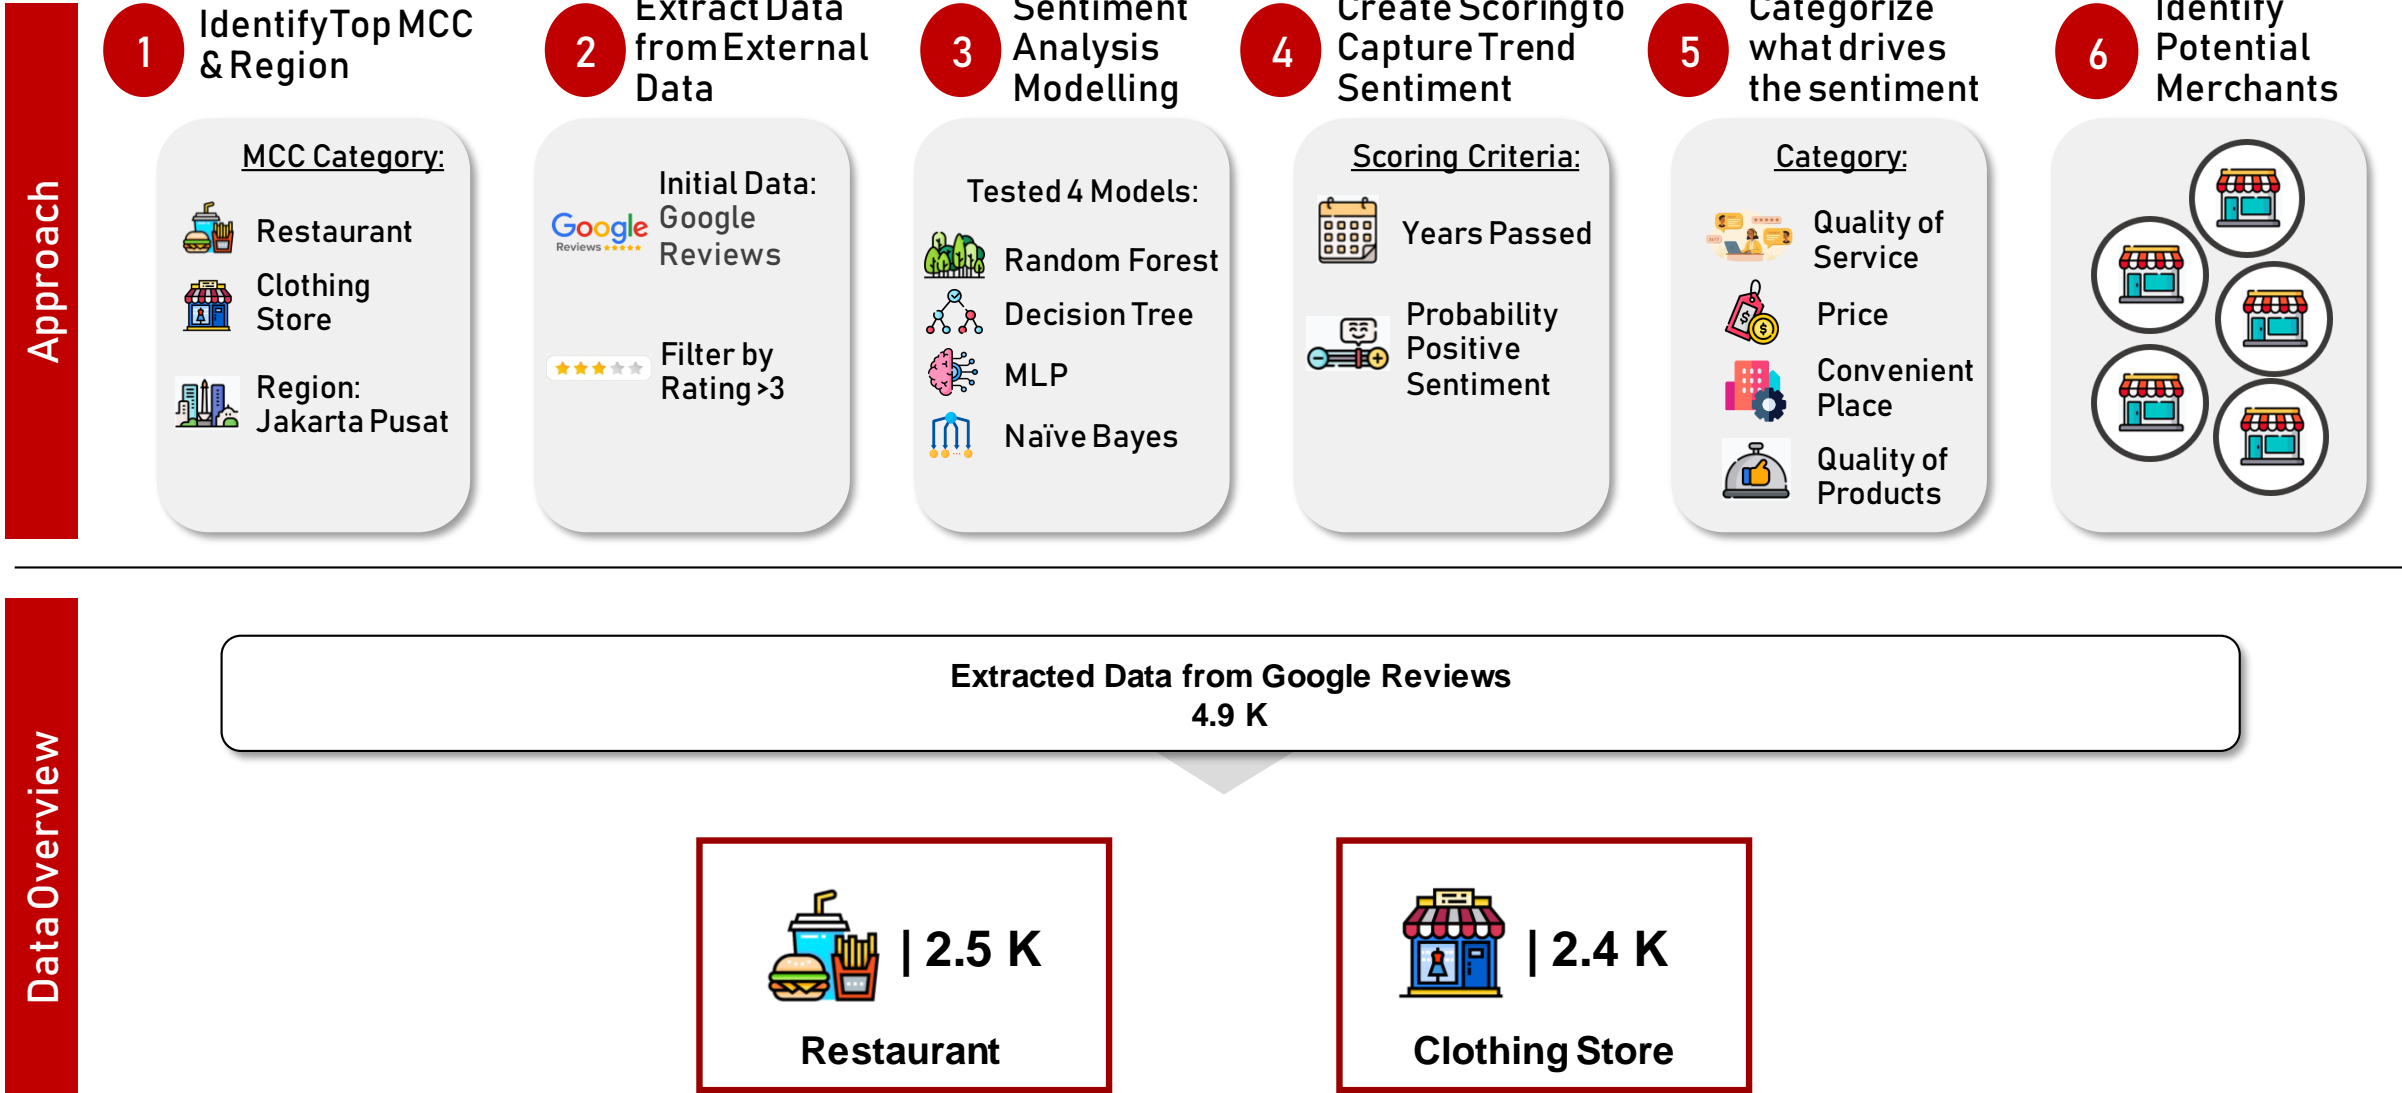 Approach
1
Identify Top MCC
& Region
MCC Category:
Restaurant
Clothing
Store
Region:
Jakarta Pusat
2
Extract Data
from External
Data
Google
Reviews
Initial Data:
Google
Reviews
Filter by
Rating >3
3
Sentiment
Analysis
Modelling
Tested 4 Models:
Random Forest
Decision Tree
MLP
Naïve Bayes
4
Create Scoring to
Capture Trend
Sentiment
Scoring Criteria:
Years Passed
Probability
Positive
Sentiment
5
Categorize
what drives
the sentiment
Category:
Quality of
Service
Price
Convenient
Place
Quality of
Products
6
Identify
Potential
Merchants
Data Overview
Extracted Data from Google Reviews
4.9 K
| 2.5 K
Restaurant
| 2.4 K
Clothing Store